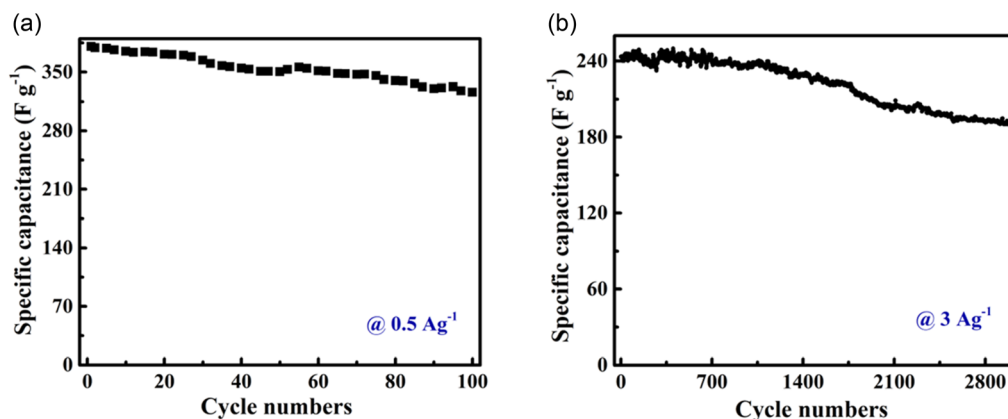 (a)
Specific capacitance (F g⁻¹)
350
280
210
140
70
0
@ 0.5 Ag⁻¹
0 20 40 60 80 100
Cycle numbers
(b)
Specific capacitance (F g⁻¹)
240
180
120
60
0
@ 3 Ag⁻¹
0 700 1400 2100 2800
Cycle numbers